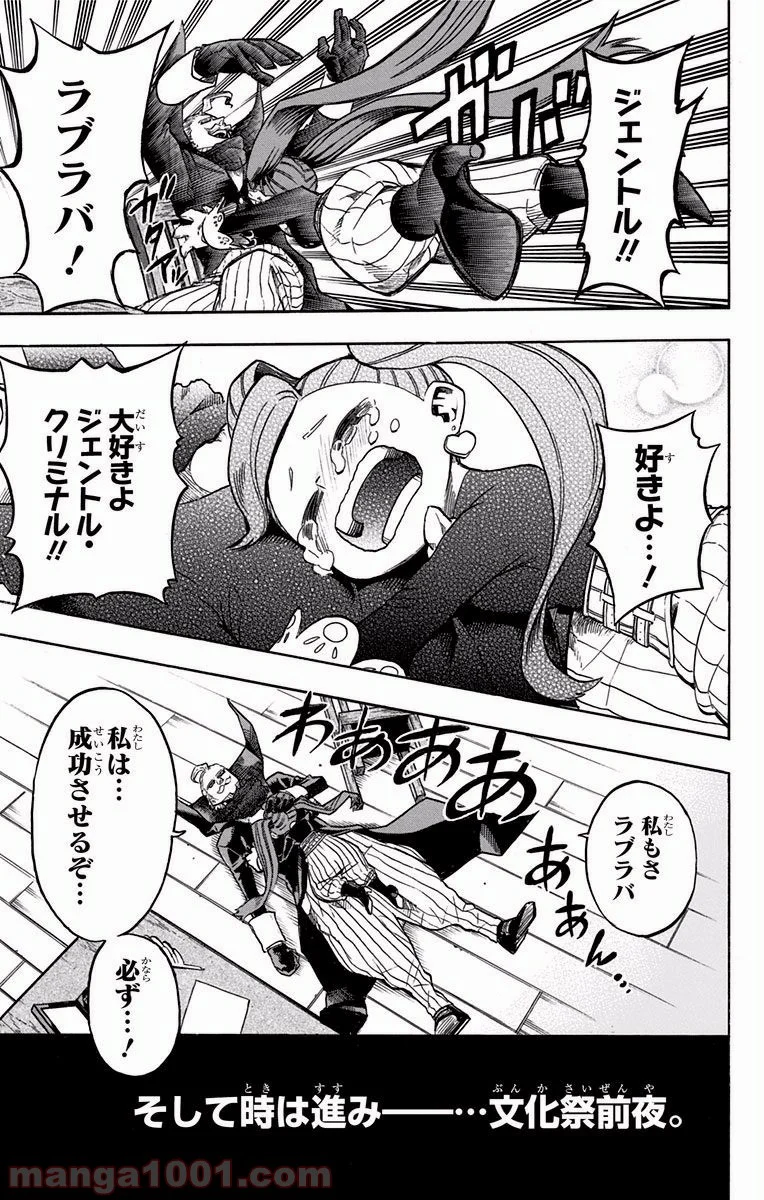 ジェントル!!
ガバ
ガタァ
ラブラバ!
好きよ…!
大好きよ
ジェントル・
クリミナル!!
わあぁああ
ああぁん…
私もさ
ラブラバ
私は…
成功させるぞ…
必ず…!
そして時は進み――…文化祭前夜。
manga1001.com